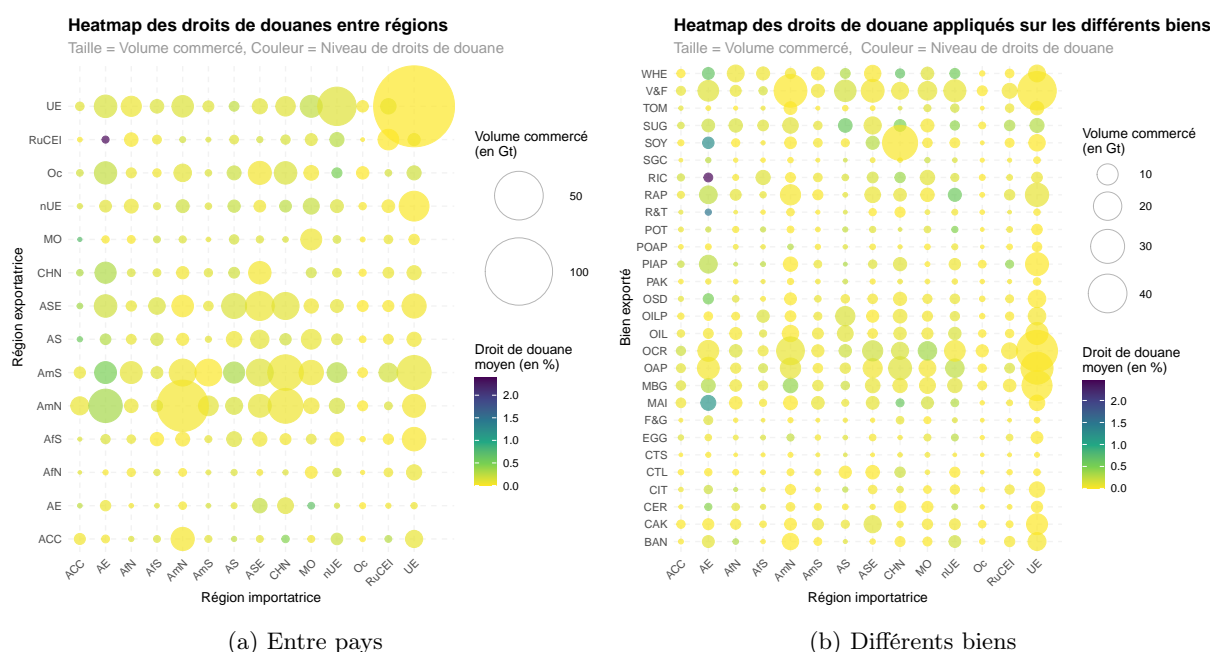 Heatmap des droits de douanes entre régions
Taille = Volume commercé, Couleur = Niveau de droits de douane
Région exportatrice
UE
RuCEI
Oc
nUE
MO
CHN
ASE
AS
AmS
AmN
AfS
AfN
AE
ACC
ACC
AE
AfN
AfS
AmN
AmS
AS
ASE
CHN
MO
nUE
Oc
RuCEI
UE
Région importatrice
Volume commercé
(en Gt)
50
100
Droit de douane
moyen (en %)
2.0
1.5
1.0
0.5
0.0
(a) Entre pays
Heatmap des droits de douane appliqués sur les différents biens
Taille = Volume commercé, Couleur = Niveau de droits de douane
Bien exporté
WHE
V&F
TOM
SUG
SOY
SGC
RIC
RAP
R&T
POT
POAP
PIAP
PAK
OSD
OILP
OIL
OCR
OAP
MBG
MAI
F&G
EGG
CTS
CTL
CIT
CER
CAK
BAN
ACC
AE
AfN
AfS
AmN
AmS
AS
ASE
CHN
MO
nUE
Oc
RuCEI
UE
Région importatrice
Volume commercé
(en Gt)
10
20
30
40
Droit de douane
moyen (en %)
2.0
1.5
1.0
0.5
0.0
(b) Différents biens